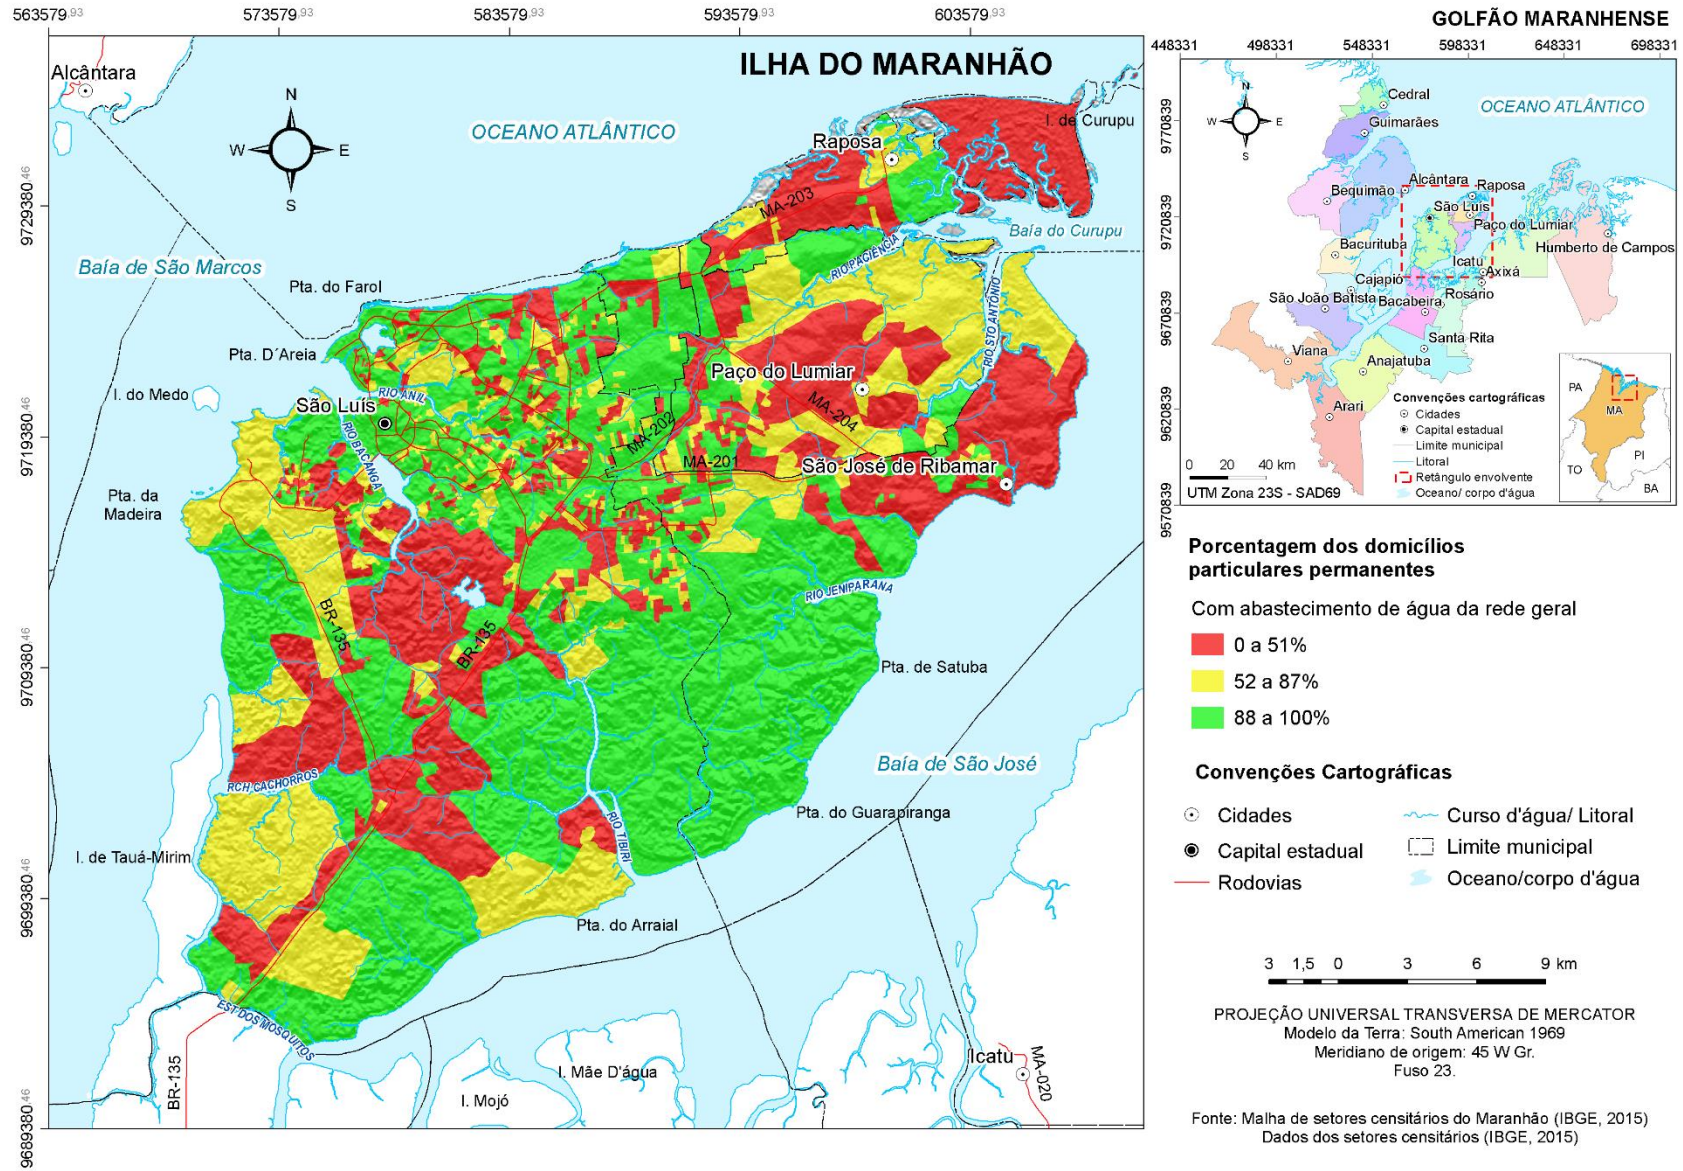 563579,93
573579,93
583579,93
593579,93
603579,93
9729380,46
9719380,46
9709380,46
9699380,46
9689380,46
ILHA DO MARANHÃO
Alcântara
N
W
E
S
OCEANO ATLÂNTICO
I. de Curupu
Raposa
MA-203
Baía do Curupu
Baía de São Marcos
RIO PACIÊNCIA
Pta. do Farol
RIO STO ANTÔNIO
Pta. D´Areia
Paço do Lumiar
I. do Medo
RIO ANIL
São Luís
MA-204
MA-202
RIO BACANGA
MA-201
São José de Ribamar
Pta. da
Madeira
RIO JENIPARANA
BR-135
BR-135
Pta. de Satuba
Baía de São José
RCH CACHORROS
Pta. do Guarapiranga
RIO TIBIRI
I. de Tauá-Mirim
Pta. do Arraial
EST DOS MOSQUITOS
Icatu
MA-020
BR-135
I. Mãe D'água
I. Mojó
GOLFÃO MARANHENSE
448331
498331
548331
598331
648331
698331
9770839
9720839
9670839
9620839
9570839
N
W
E
S
OCEANO ATLÂNTICO
Cedral
Guimarães
Alcântara
Raposa
Bequimão
São Luís
Paço do Lumiar
Bacurituba
Humberto de Campos
Icatu
Axixá
Cajapió
Rosário
São João Batista
Bacabeira
Santa Rita
Viana
Anajatuba
Arari
Convenções cartográficas
Cidades
Capital estadual
Limite municipal
Litoral
Retângulo envolvente
Oceano/ corpo d'água
0 20 40 km
UTM Zona 23S - SAD69
PA
MA
PI
TO
BA
Porcentagem dos domicílios
particulares permanentes
Com abastecimento de água da rede geral
0 a 51%
52 a 87%
88 a 100%
Convenções Cartográficas
Cidades
Capital estadual
Rodovias
Curso d'água/ Litoral
Limite municipal
Oceano/corpo d'água
3 1,5 0 3 6 9 km
PROJEÇÃO UNIVERSAL TRANSVERSA DE MERCATOR
Modelo da Terra: South American 1969
Meridiano de origem: 45 W Gr.
Fuso 23.
Fonte: Malha de setores censitários do Maranhão (IBGE, 2015)
Dados dos setores censitários (IBGE, 2015)